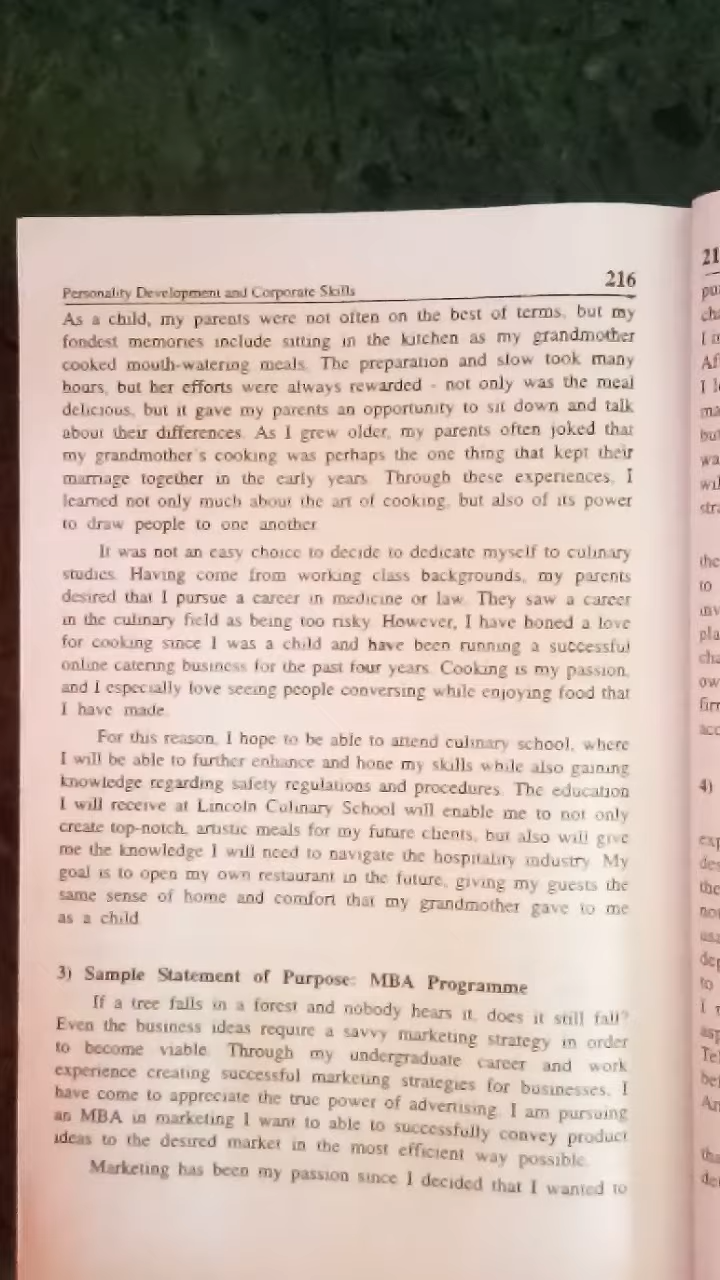 216
Personality Development and Corporate Skills
As a child, my parents were not often on the best of terms, but my
fondest memories include sitting in the kitchen as my grandmother
cooked mouth-watering meals. The preparation and slow took many
hours, but her efforts were always rewarded - not only was the meal
delicious, but it gave my parents an opportunity to sit down and talk
about their differences. As I grew older, my parents often joked that
my grandmother's cooking was perhaps the one thing that kept their
marriage together in the early years. Through these experiences, I
learned not only much about the art of cooking, but also of its power
to draw people to one another.
It was not an easy choice to decide to dedicate myself to culinary
studies. Having come from working class backgrounds, my parents
desired that I pursue a career in medicine or law. They saw a career
in the culinary field as being too risky. However, I have honed a love
for cooking since I was a child and have been running a successful
online catering business for the past four years. Cooking is my passion,
and I especially love seeing people conversing while enjoying food that
I have made.
For this reason, I hope to be able to attend culinary school, where
I will be able to further enhance and hone my skills while also gaining
knowledge regarding safety regulations and procedures. The education
I will receive at Lincoln Culinary School will enable me to not only
create top-notch, artistic meals for my future clients, but also will give
me the knowledge I will need to navigate the hospitality industry. My
goal is to open my own restaurant in the future, giving my guests the
same sense of home and comfort that my grandmother gave to me
as a child.
3) Sample Statement of Purpose: MBA Programme
If a tree falls in a forest and nobody hears it, does it still fall?
Even the business ideas require a savvy marketing strategy in order
to become viable. Through my undergraduate career and work
experience creating successful marketing strategies for businesses, I
have come to appreciate the true power of advertising. I am pursuing
an MBA in marketing I want to able to successfully convey product
ideas to the desired market in the most efficient way possible.
Marketing has been my passion since I decided that I wanted to